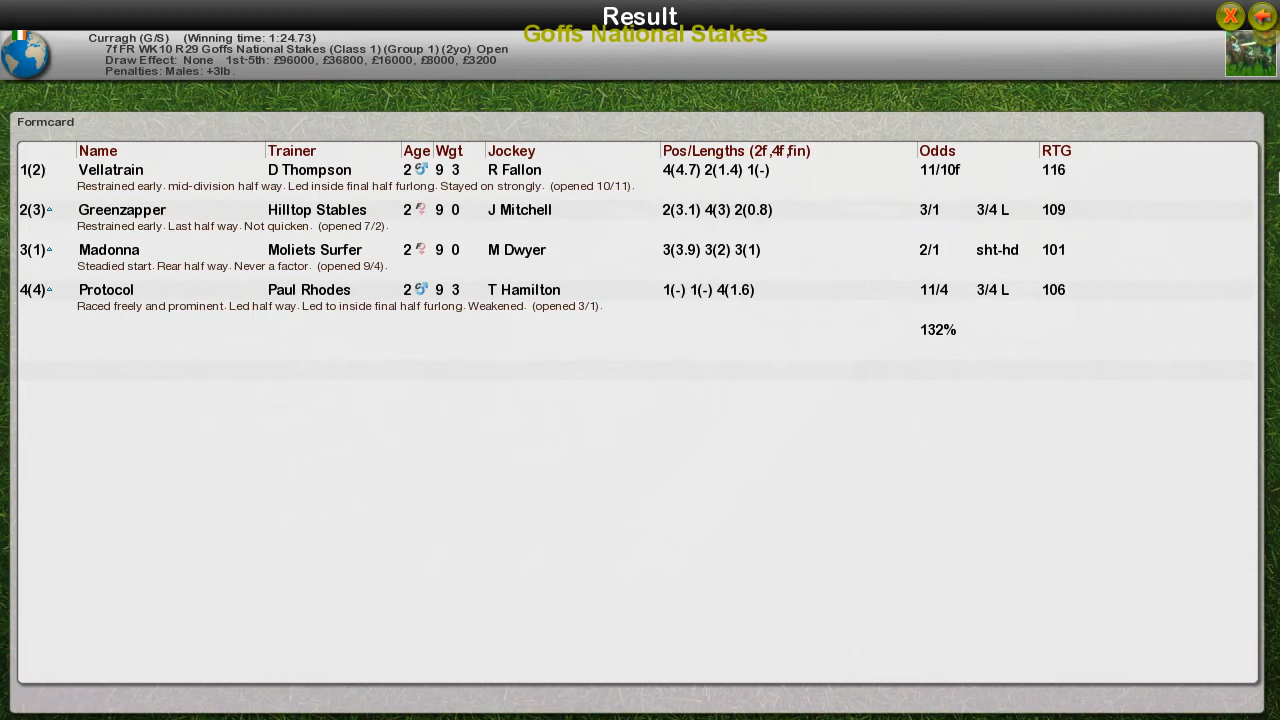 Result
Goffs National Stakes
Curragh (G/S) (Winning time: 1:24.73)
7f FR WK10 R29 Goffs National Stakes (Class 1) (Group 1) (2yo) Open
Draw Effect: None 1st-5th: £96000, £36800, £16000, £8000, £3200
Penalties: Males: +3lb.
Formcard
Name Trainer Age Wgt Jockey Pos/Lengths (2f,4f,fin) Odds RTG
1(2) Vellatrain D Thompson 2 9 3 R Fallon 4(4.7) 2(1.4) 1(-) 11/10f 116
Restrained early. mid-division half way. Led inside final half furlong. Stayed on strongly. (opened 10/11).
2(3) Greenzapper Hilltop Stables 2 9 0 J Mitchell 2(3.1) 4(3) 2(0.8) 3/1 3/4 L 109
Restrained early. Last half way. Not quicken. (opened 7/2).
3(1) Madonna Moliets Surfer 2 9 0 M Dwyer 3(3.9) 3(2) 3(1) 2/1 sht-hd 101
Steadied start. Rear half way. Never a factor. (opened 9/4).
4(4) Protocol Paul Rhodes 2 9 3 T Hamilton 1(-) 1(-) 4(1.6) 11/4 3/4 L 106
Raced freely and prominent. Led half way. Led to inside final half furlong. Weakened. (opened 3/1).
132%